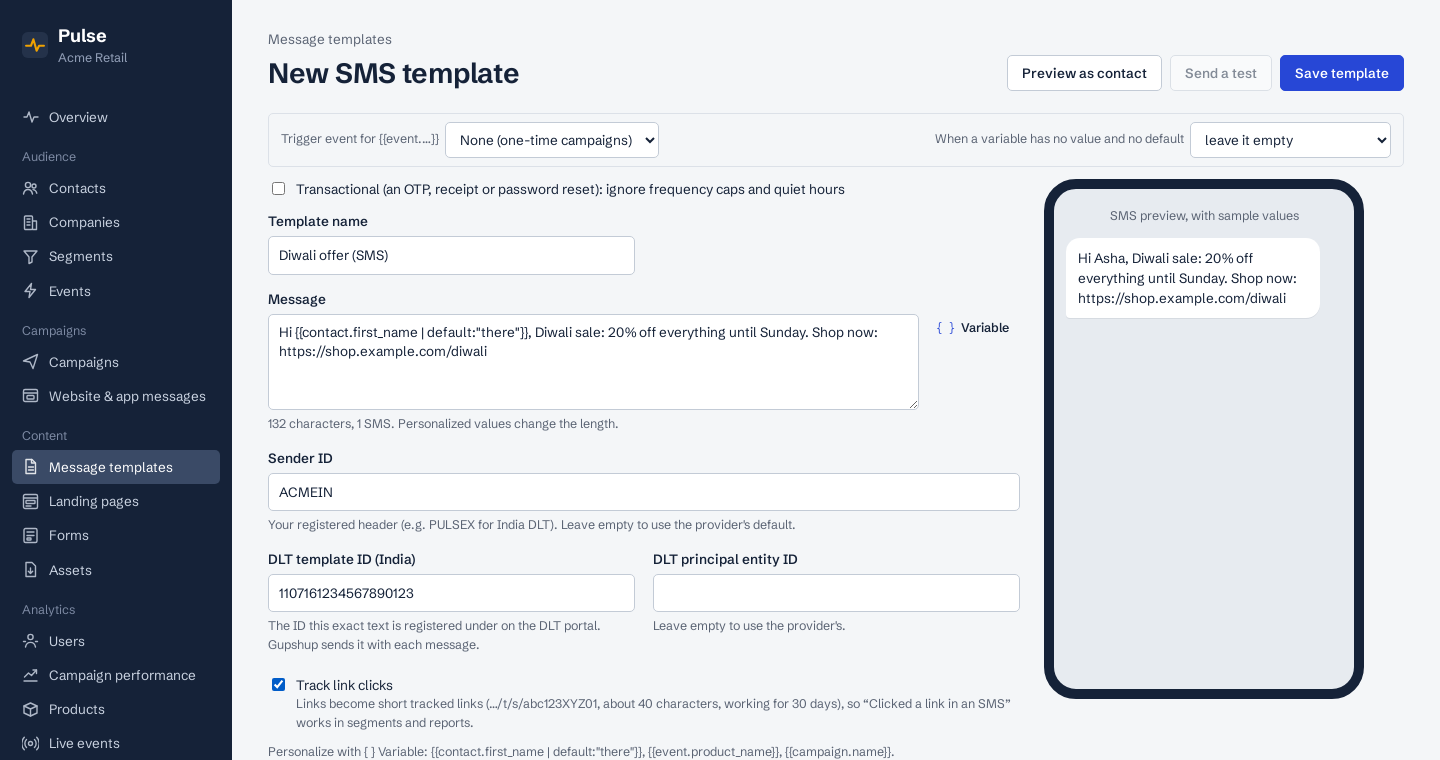 Pulse
Acme Retail
Overview
Audience
Contacts
Companies
Segments
Events
Campaigns
Campaigns
Website & app messages
Content
Message templates
Landing pages
Forms
Assets
Analytics
Users
Campaign performance
Products
Live events
Message templates
New SMS template
Preview as contact
Send a test
Save template
Trigger event for {{event.…}}
None (one-time campaigns)
When a variable has no value and no default
leave it empty
Transactional (an OTP, receipt or password reset): ignore frequency caps and quiet hours
Template name
Diwali offer (SMS)
Message
Hi {{contact.first_name | default:"there"}}, Diwali sale: 20% off everything until Sunday. Shop now:
https://shop.example.com/diwali
{ } Variable
132 characters, 1 SMS. Personalized values change the length.
Sender ID
ACMEIN
Your registered header (e.g. PULSEX for India DLT). Leave empty to use the provider's default.
DLT template ID (India)
1107161234567890123
The ID this exact text is registered under on the DLT portal.
Gupshup sends it with each message.
DLT principal entity ID
Leave empty to use the provider's.
Track link clicks
Links become short tracked links (…/t/s/abc123XYZ01, about 40 characters, working for 30 days), so “Clicked a link in an SMS”
works in segments and reports.
Personalize with { } Variable: {{contact.first_name | default:"there"}}, {{event.product_name}}, {{campaign.name}}.
SMS preview, with sample values
Hi Asha, Diwali sale: 20% off
everything until Sunday. Shop now:
https://shop.example.com/diwali